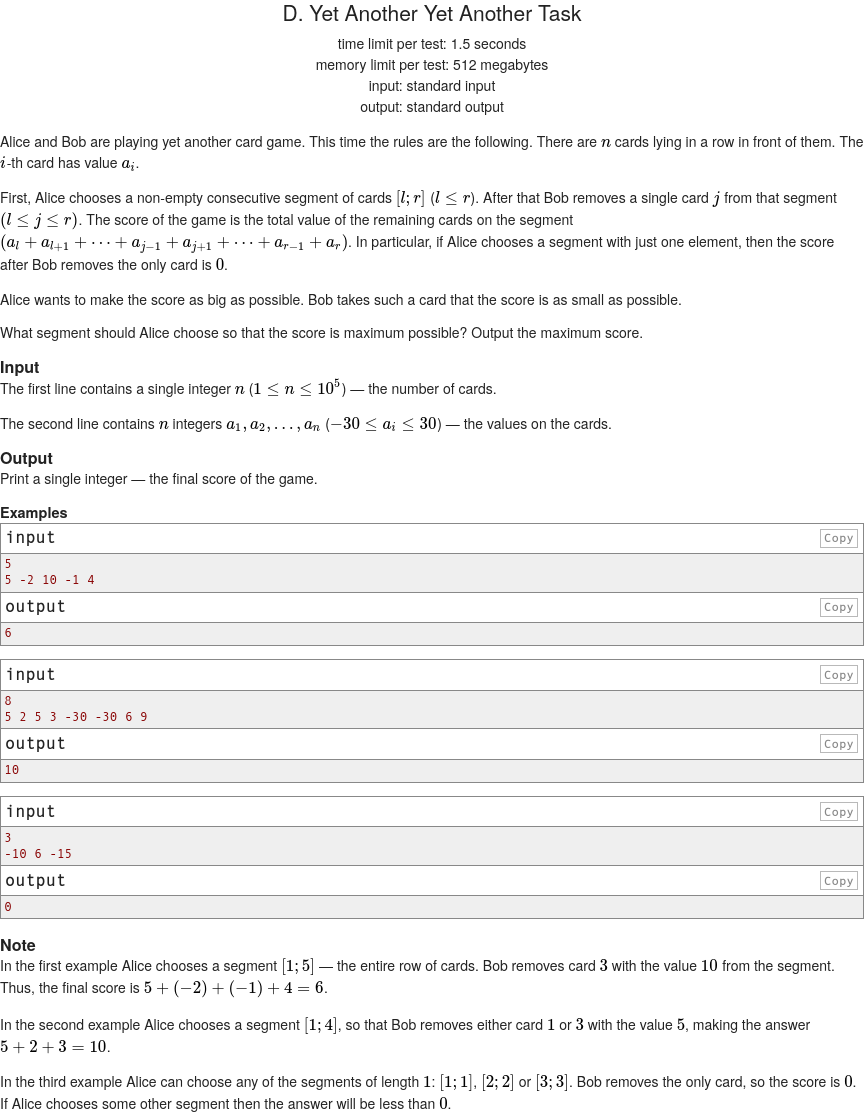 D. Yet Another Yet Another Task
time limit per test: 1.5 seconds
memory limit per test: 512 megabytes
input: standard input
output: standard output
Alice and Bob are playing yet another card game. This time the rules are the following. There are n cards lying in a row in front of them. The
i-th card has value a_i.
First, Alice chooses a non-empty consecutive segment of cards [l; r] (l ≤ r). After that Bob removes a single card j from that segment
(l ≤ j ≤ r). The score of the game is the total value of the remaining cards on the segment
(a_l + a_{l+1} + ⋯ + a_{j−1} + a_{j+1} + ⋯ + a_{r−1} + a_r). In particular, if Alice chooses a segment with just one element, then the score
after Bob removes the only card is 0.
Alice wants to make the score as big as possible. Bob takes such a card that the score is as small as possible.
What segment should Alice choose so that the score is maximum possible? Output the maximum score.
Input
The first line contains a single integer n (1 ≤ n ≤ 10^5) — the number of cards.
The second line contains n integers a_1, a_2, …, a_n (−30 ≤ a_i ≤ 30) — the values on the cards.
Output
Print a single integer — the final score of the game.
Examples
input Copy
5
5 -2 10 -1 4
output Copy
6
input Copy
8
5 2 5 3 -30 -30 6 9
output Copy
10
input Copy
3
-10 6 -15
output Copy
0
Note
In the first example Alice chooses a segment [1; 5] — the entire row of cards. Bob removes card 3 with the value 10 from the segment.
Thus, the final score is 5 + (−2) + (−1) + 4 = 6.
In the second example Alice chooses a segment [1; 4], so that Bob removes either card 1 or 3 with the value 5, making the answer
5 + 2 + 3 = 10.
In the third example Alice can choose any of the segments of length 1: [1; 1], [2; 2] or [3; 3]. Bob removes the only card, so the score is 0.
If Alice chooses some other segment then the answer will be less than 0.